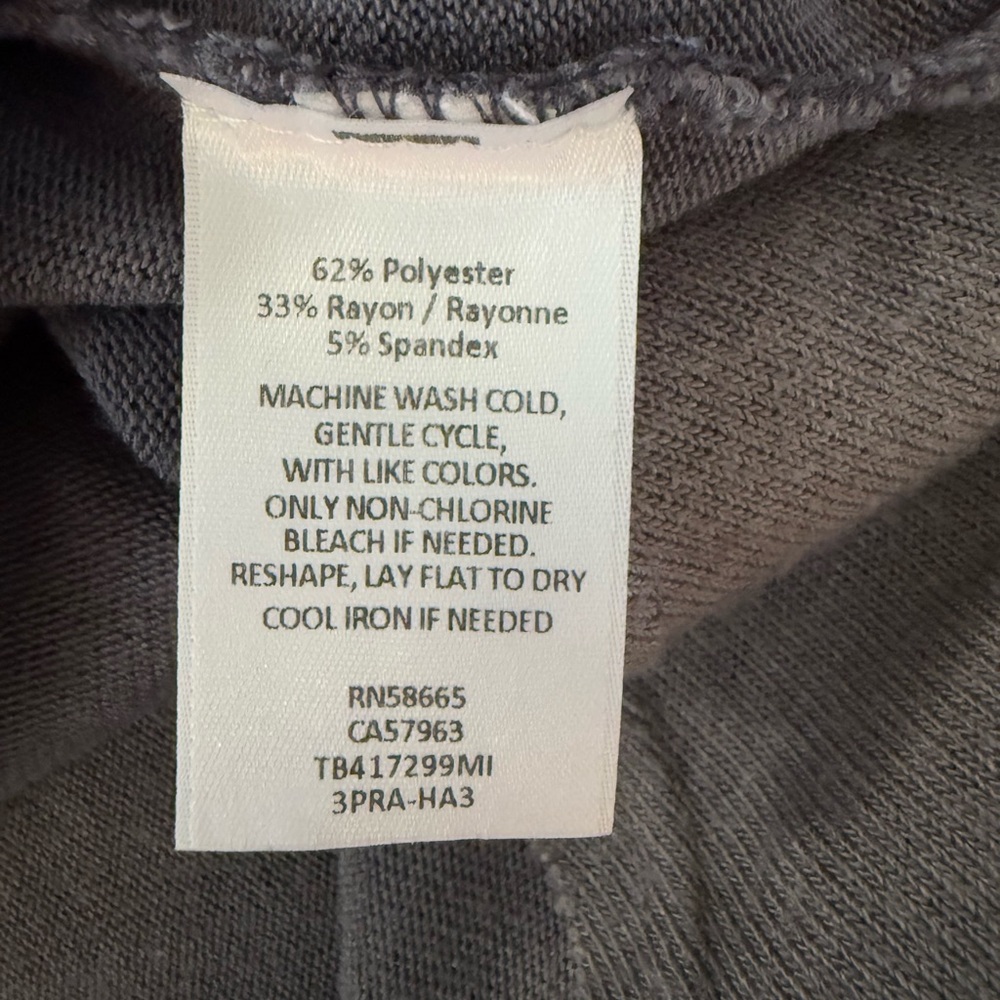 62% Polyester
33% Rayon / Rayonne
5% Spandex
MACHINE WASH COLD,
GENTLE CYCLE,
WITH LIKE COLORS.
ONLY NON-CHLORINE
BLEACH IF NEEDED.
RESHAPE, LAY FLAT TO DRY
COOL IRON IF NEEDED
RN58665
CA57963
TB417299MI
3PRA-HA3